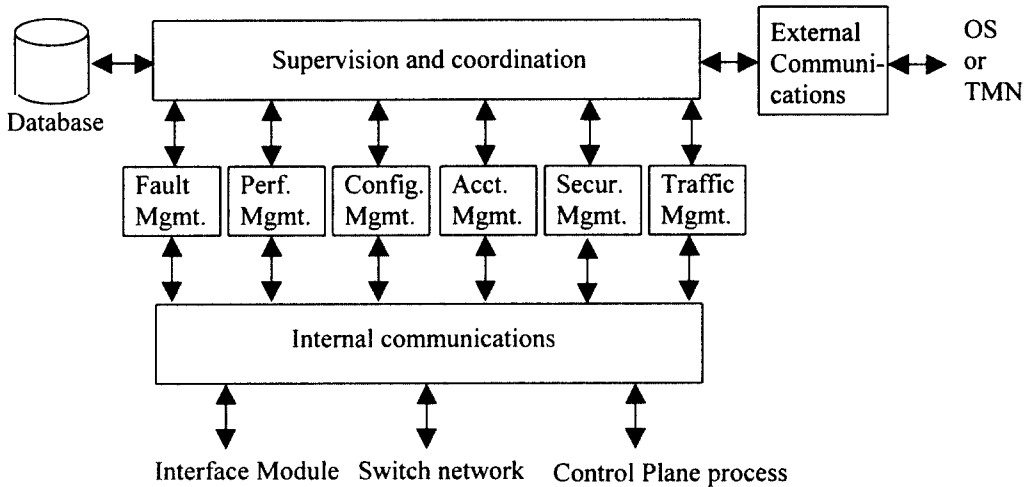 Database
Supervision and coordination
External
Communi-
cations
OS
or
TMN
Fault
Mgmt.
Perf.
Mgmt.
Config.
Mgmt.
Acct.
Mgmt.
Secur.
Mgmt.
Traffic
Mgmt.
Internal communications
Interface Module
Switch network
Control Plane process